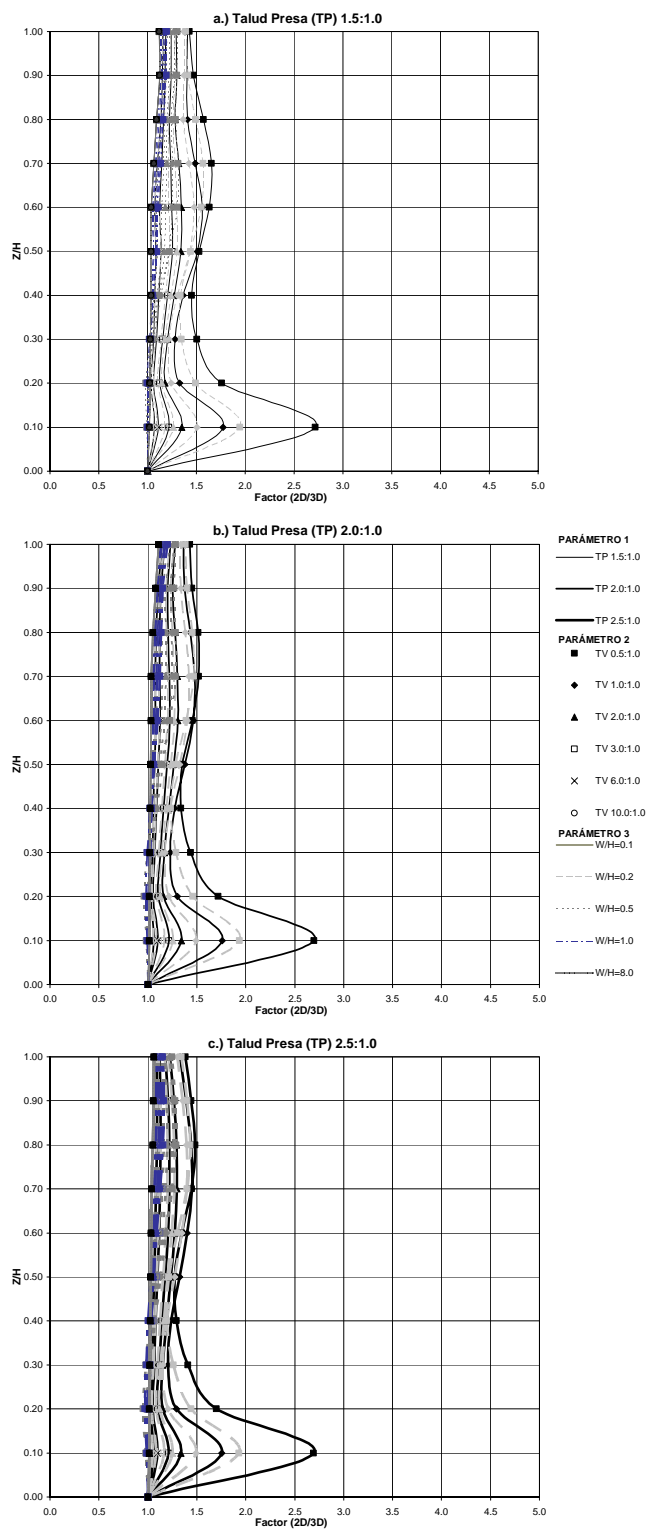 a.) Talud Presa (TP) 1.5:1.0
1.00
0.90
0.80
0.70
0.60
0.50
0.40
0.30
0.20
0.10
0.00
Z/H
0.0 0.5 1.0 1.5 2.0 2.5 3.0 3.5 4.0 4.5 5.0
Factor (2D/3D)
b.) Talud Presa (TP) 2.0:1.0
1.00
0.90
0.80
0.70
0.60
0.50
0.40
0.30
0.20
0.10
0.00
Z/H
0.0 0.5 1.0 1.5 2.0 2.5 3.0 3.5 4.0 4.5 5.0
Factor (2D/3D)
PARÁMETRO 1
TP 1.5:1.0
TP 2.0:1.0
TP 2.5:1.0
PARÁMETRO 2
TV 0.5:1.0
TV 1.0:1.0
TV 2.0:1.0
TV 3.0:1.0
TV 6.0:1.0
TV 10.0:1.0
PARÁMETRO 3
W/H=0.1
W/H=0.2
W/H=0.5
W/H=1.0
W/H=8.0
c.) Talud Presa (TP) 2.5:1.0
1.00
0.90
0.80
0.70
0.60
0.50
0.40
0.30
0.20
0.10
0.00
Z/H
0.0 0.5 1.0 1.5 2.0 2.5 3.0 3.5 4.0 4.5 5.0
Factor (2D/3D)